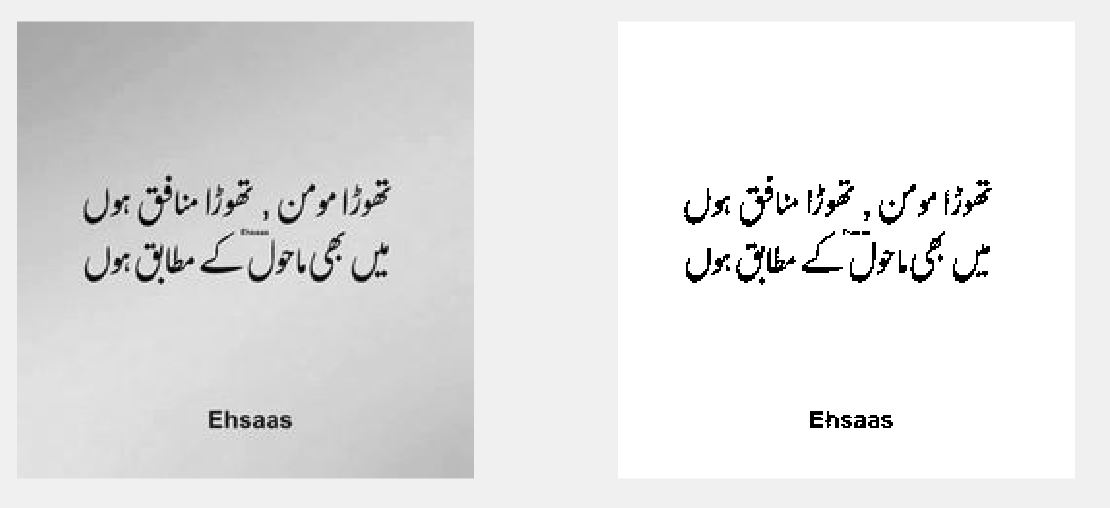 تھوڑا مومن , تھوڑا منافق ہوں
Ehsaas
میں بھی ماحول کے مطابق ہوں
Ehsaas
تھوڑا مومن , تھوڑا منافق ہوں
میں بھی ماحول کے مطابق ہوں
Ehsaas